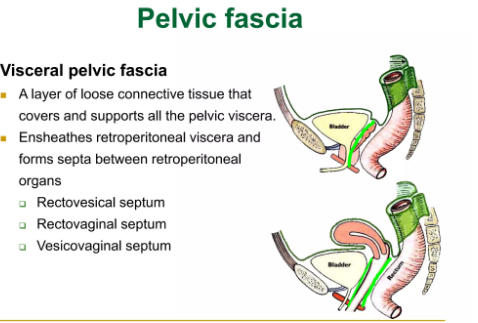 Pelvic fascia
Visceral pelvic fascia
A layer of loose connective tissue that
covers and supports all the pelvic viscera.
Ensheathes retroperitoneal viscera and
forms septa between retroperitoneal
organs
Rectovesical septum
Rectovaginal septum
Vesicovaginal septum
Bladder
Bladder
Rectum